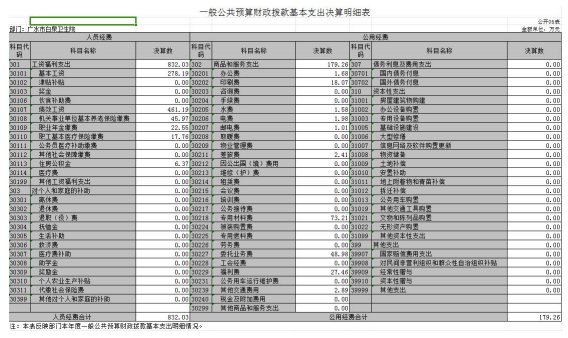 一般公共预算财政拨款基本支出决算明细表
公开06表
部门：广水市白泉卫生院 金额单位：万元
人员经费 公用经费
科目代码 科目名称 决算数 科目代码 科目名称 决算数 科目代码 科目名称 决算数
301 工资福利支出 832.03 302 商品和服务支出 179.26 307 债务利息及费用支出 0.00
30101 基本工资 278.19 30201 办公费 1.68 30701 国内债务付息 0.00
30102 津贴补贴 0.00 30202 印刷费 18.07 30702 国外债务付息 0.00
30103 奖金 0.00 30203 咨询费 0.00 310 资本性支出 0.00
30106 伙食补助费 0.00 30204 手续费 0.00 31001 房屋建筑物购建 0.00
30107 绩效工资 461.19 30205 水费 1.58 31002 办公设备购置 0.00
30108 机关事业单位基本养老保险缴费 45.97 30206 电费 1.98 31003 专用设备购置 0.00
30109 职业年金缴费 22.55 30207 邮电费 1.01 31005 基础设施建设 0.00
30110 职工基本医疗保险缴费 17.76 30208 取暖费 0.00 31006 大型修缮 0.00
30111 公务员医疗补助缴费 0.00 30209 物业管理费 0.00 31007 信息网络及软件购置更新 0.00
30112 其他社会保障缴费 0.00 30211 差旅费 2.41 31008 物资储备 0.00
30113 住房公积金 6.37 30212 因公出国（境）费用 0.00 31009 土地补偿 0.00
30114 医疗费 0.00 30213 维修（护）费 0.00 31010 安置补助 0.00
30199 其他工资福利支出 0.00 30214 租赁费 0.00 31011 地上附着物和青苗补偿 0.00
303 对个人和家庭的补助 0.00 30215 会议费 0.00 31012 拆迁补偿 0.00
30301 离休费 0.00 30216 培训费 0.00 31013 公务用车购置 0.00
30302 退休费 0.00 30217 公务接待费 0.00 31019 其他交通工具购置 0.00
30303 退职（役）费 0.00 30218 专用材料费 73.21 31021 文物和陈列品购置 0.00
30304 抚恤金 0.00 30224 被装购置费 0.00 31022 无形资产购置 0.00
30305 生活补助 0.00 30225 专用燃料费 0.00 31099 其他资本性支出 0.00
30306 救济费 0.00 30226 劳务费 0.00 399 其他支出 0.00
30307 医疗费补助 0.00 30227 委托业务费 48.98 39907 国家赔偿费用支出 0.00
30308 助学金 0.00 30228 工会经费 0.00 39908 对民间非营利组织和群众性自治组织补贴 0.00
30309 奖励金 0.00 30229 福利费 27.46 39909 经常性赠与 0.00
30310 个人农业生产补贴 0.00 30231 公务用车运行维护费 0.00 39910 资本性赠与 0.00
30311 代缴社会保险费 0.00 30239 其他交通费用 2.89 39999 其他支出 0.00
30399 其他对个人和家庭的补助 0.00 30240 税金及附加费用 0.00
30299 其他商品和服务支出 0.00
人员经费合计 832.03 公用经费合计 179.26
注：本表反映部门本年度一般公共预算财政拨款基本支出明细情况。